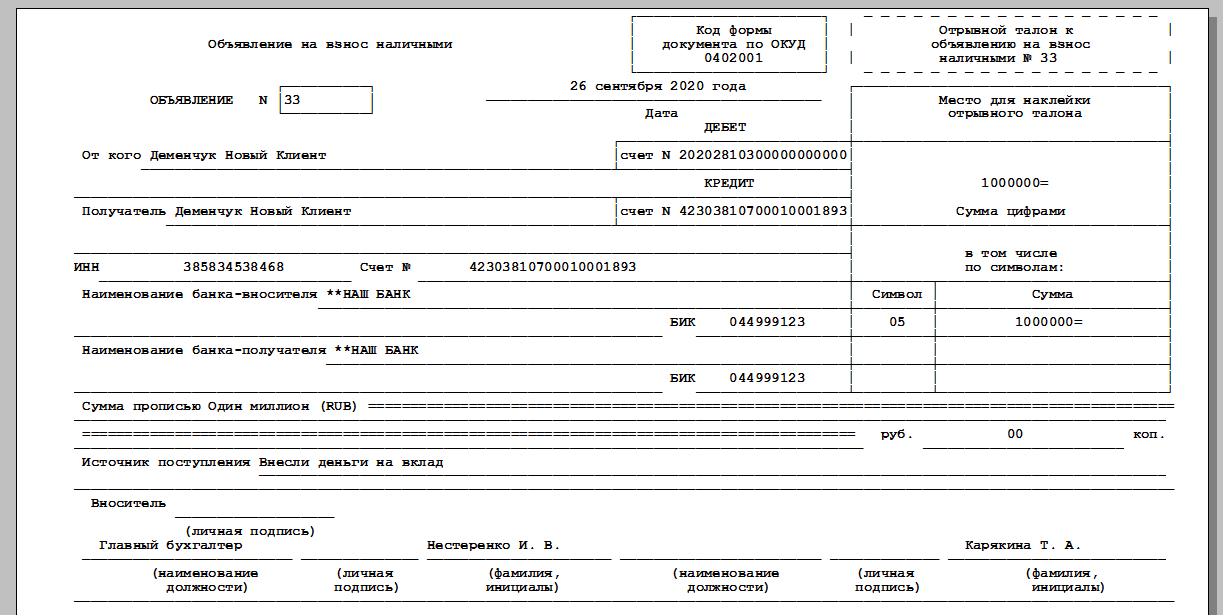 Код формы Отрывной талон к
Объявление на взнос наличными документа по ОКУД объявлению на взнос
0402001 наличными № 33
26 сентября 2020 года
ОБЪЯВЛЕНИЕ N 33 Место для наклейки
Дата отрывного талона
ДЕБЕТ
От кого Деменчук Новый Клиент счет N 20202810300000000000
КРЕДИТ 1000000=
Получатель Деменчук Новый Клиент счет N 42303810700010001893 Сумма цифрами
в том числе
ИНН 385834538468 Счет № 42303810700010001893 по символам:
Наименование банка-вносителя **НАШ БАНК Символ Сумма
БИК 044999123 05 1000000=
Наименование банка-получателя **НАШ БАНК
БИК 044999123
Сумма прописью Один миллион (RUB) ================================================================
================================================================ руб. 00 коп.
Источник поступления Внесли деньги на вклад
Вноситель
(личная подпись)
Главный бухгалтер Нестеренко И. В. Карякина Т. А.
(наименование (личная (фамилия, (наименование (личная (фамилия,
должности) подпись) инициалы) должности) подпись) инициалы)